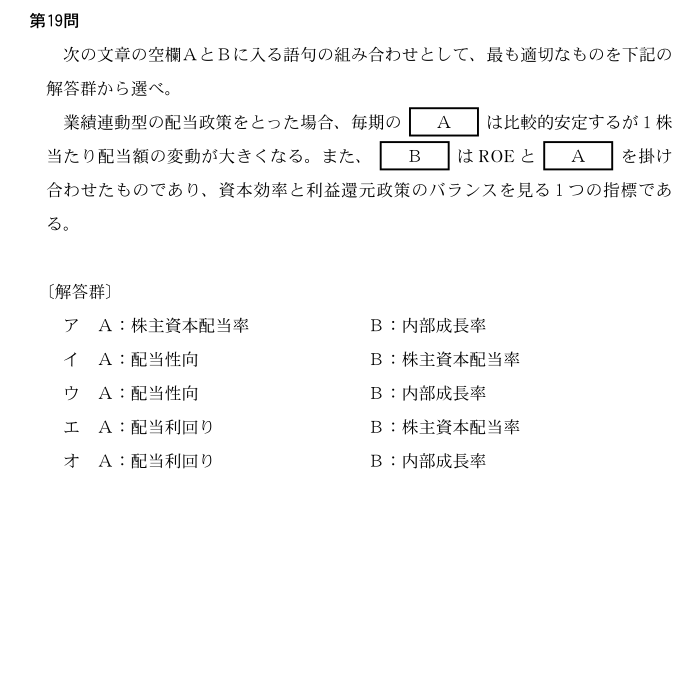 第19問
次の文章の空欄AとBに入る語句の組み合わせとして、最も適切なものを下記の
解答群から選べ。
業績連動型の配当政策をとった場合、毎期の A は比較的安定するが1株
当たり配当額の変動が大きくなる。また、 B はROEと A を掛け
合わせたものであり、資本効率と利益還元政策のバランスを見る1つの指標であ
る。
〔解答群〕
ア A：株主資本配当率 B：内部成長率
イ A：配当性向 B：株主資本配当率
ウ A：配当性向 B：内部成長率
エ A：配当利回り B：株主資本配当率
オ A：配当利回り B：内部成長率